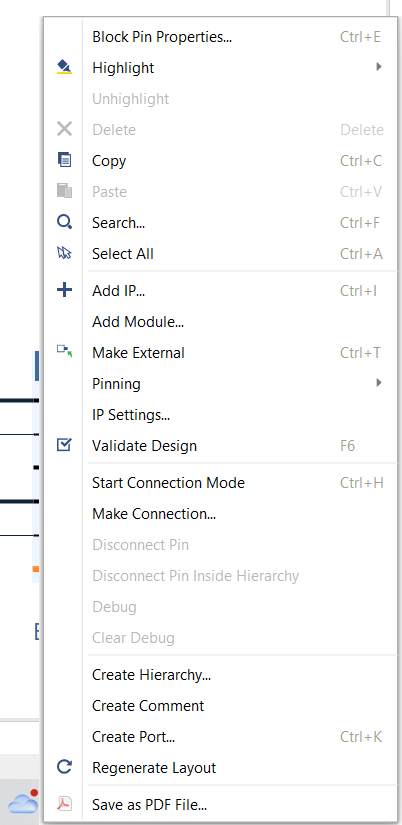 Block Pin Properties... Ctrl+E
Highlight
Unhighlight
Delete Delete
Copy Ctrl+C
Paste Ctrl+V
Search... Ctrl+F
Select All Ctrl+A
Add IP... Ctrl+I
Add Module...
Make External Ctrl+T
Pinning
IP Settings...
Validate Design F6
Start Connection Mode Ctrl+H
Make Connection...
Disconnect Pin
Disconnect Pin Inside Hierarchy
Debug
Clear Debug
Create Hierarchy...
Create Comment
Create Port... Ctrl+K
Regenerate Layout
Save as PDF File...